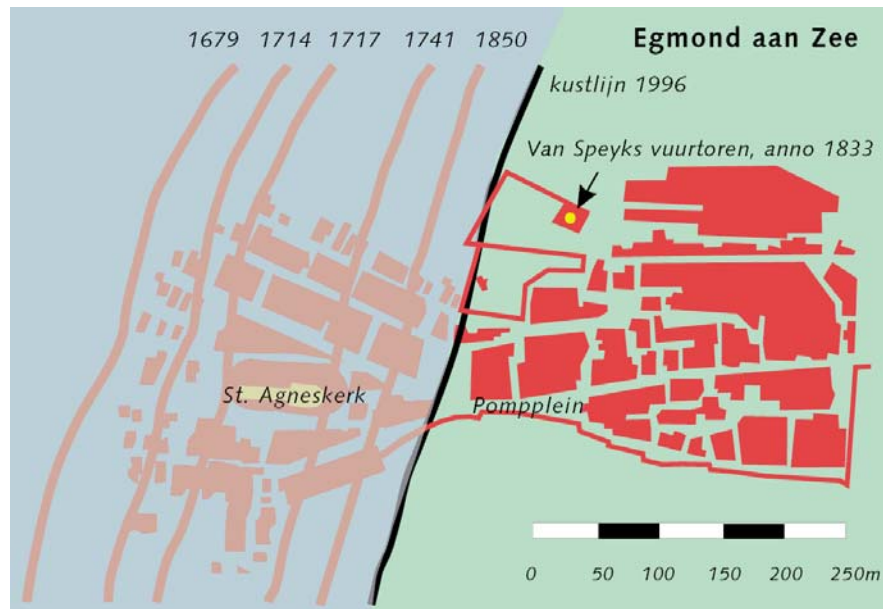 Egmond aan Zee
1679 1714 1717 1741 1850
kustlijn 1996
Van Speyks vuurtoren, anno 1833
St. Agneskerk
Pompplein
0 50 100 150 200 250m